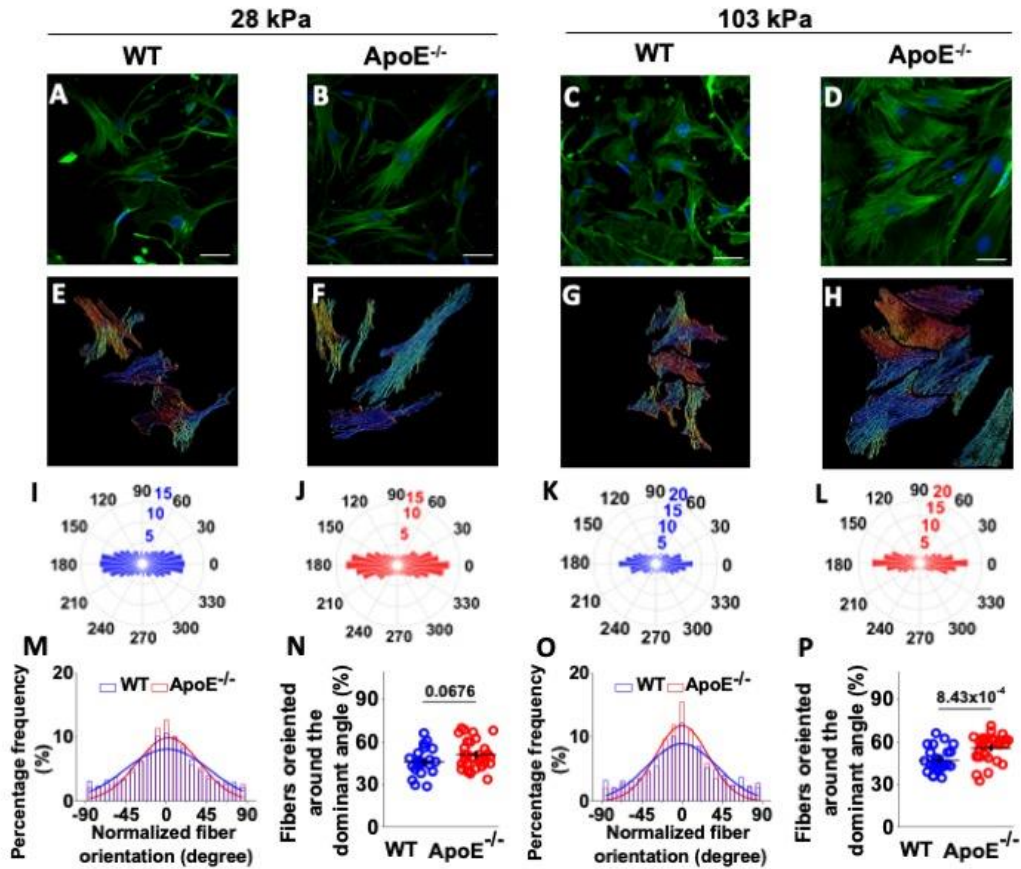 28 kPa 103 kPa
WT ApoE-/- WT ApoE-/-
A B C D
E F G H
I J K L
90 15 60 30 0 330 300 270 240 210 180 150 120 10 5
90 15 60 30 0 330 300 270 240 210 180 150 120 10 5
90 20 60 30 0 330 300 270 240 210 180 150 120 15 10 5
90 20 60 30 0 330 300 270 240 210 180 150 120 15 10 5
M
Percentage frequency
(%)
20
10
0
WT ApoE-/-
-90 -45 0 45 90
Normalized fiber
orientation (degree)
N
Fibers oreiented
around the
dominant angle (%)
90
60
30
0
0.0676
WT ApoE-/-
O
Percentage frequency
(%)
20
10
0
WT ApoE-/-
-90 -45 0 45 90
Normalized fiber
orientation (degree)
P
Fibers oreiented
around the
dominant angle (%)
90
60
30
0
8.43x10-4
WT ApoE-/-